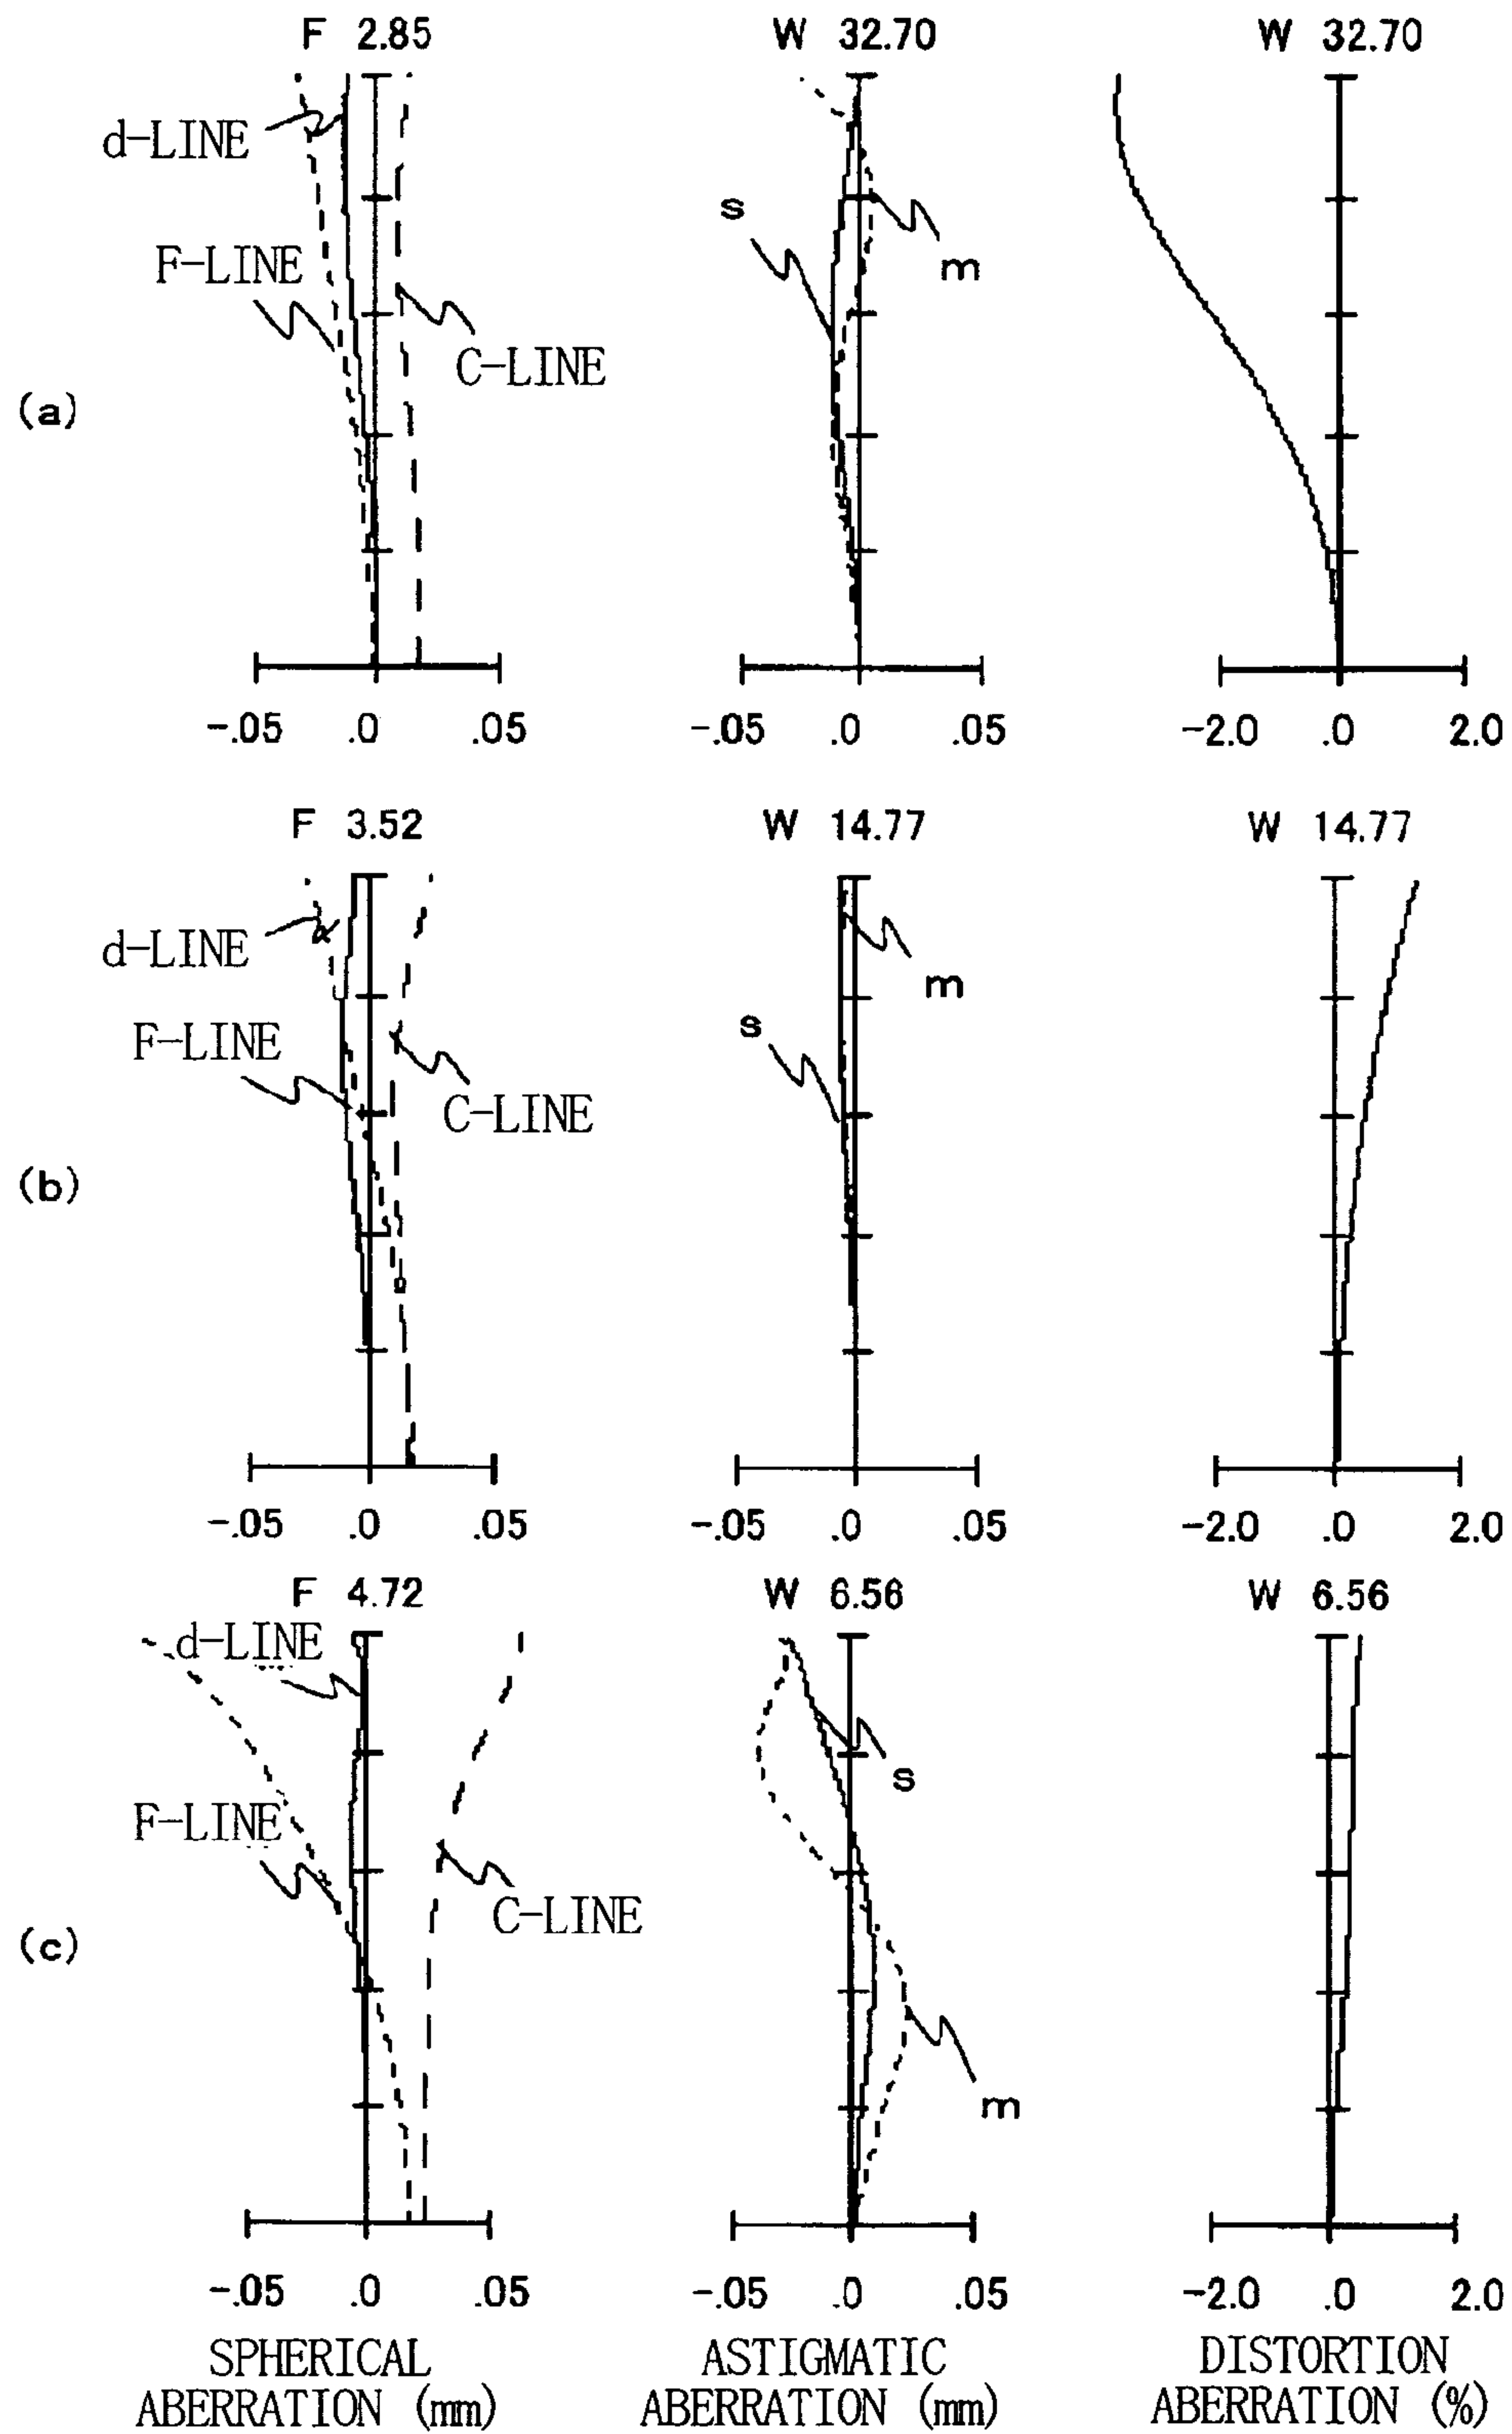 F 2.85
W 32.70
W 32.70
d-LINE
s
F-LINE
m
C-LINE
(a)
-.05 .0 .05
-.05 .0 .05
-2.0 .0 2.0
F 3.52
W 14.77
W 14.77
d-LINE
m
s
F-LINE
C-LINE
(b)
-.05 .0 .05
-.05 .0 .05
-2.0 .0 2.0
F 4.72
W 6.56
W 6.56
d-LINE
s
F-LINE
C-LINE
(c)
m
-.05 .0 .05
-.05 .0 .05
-2.0 .0 2.0
SPHERICAL
ABERRATION (mm)
ASTIGMATIC
ABERRATION (mm)
DISTORTION
ABERRATION (%)